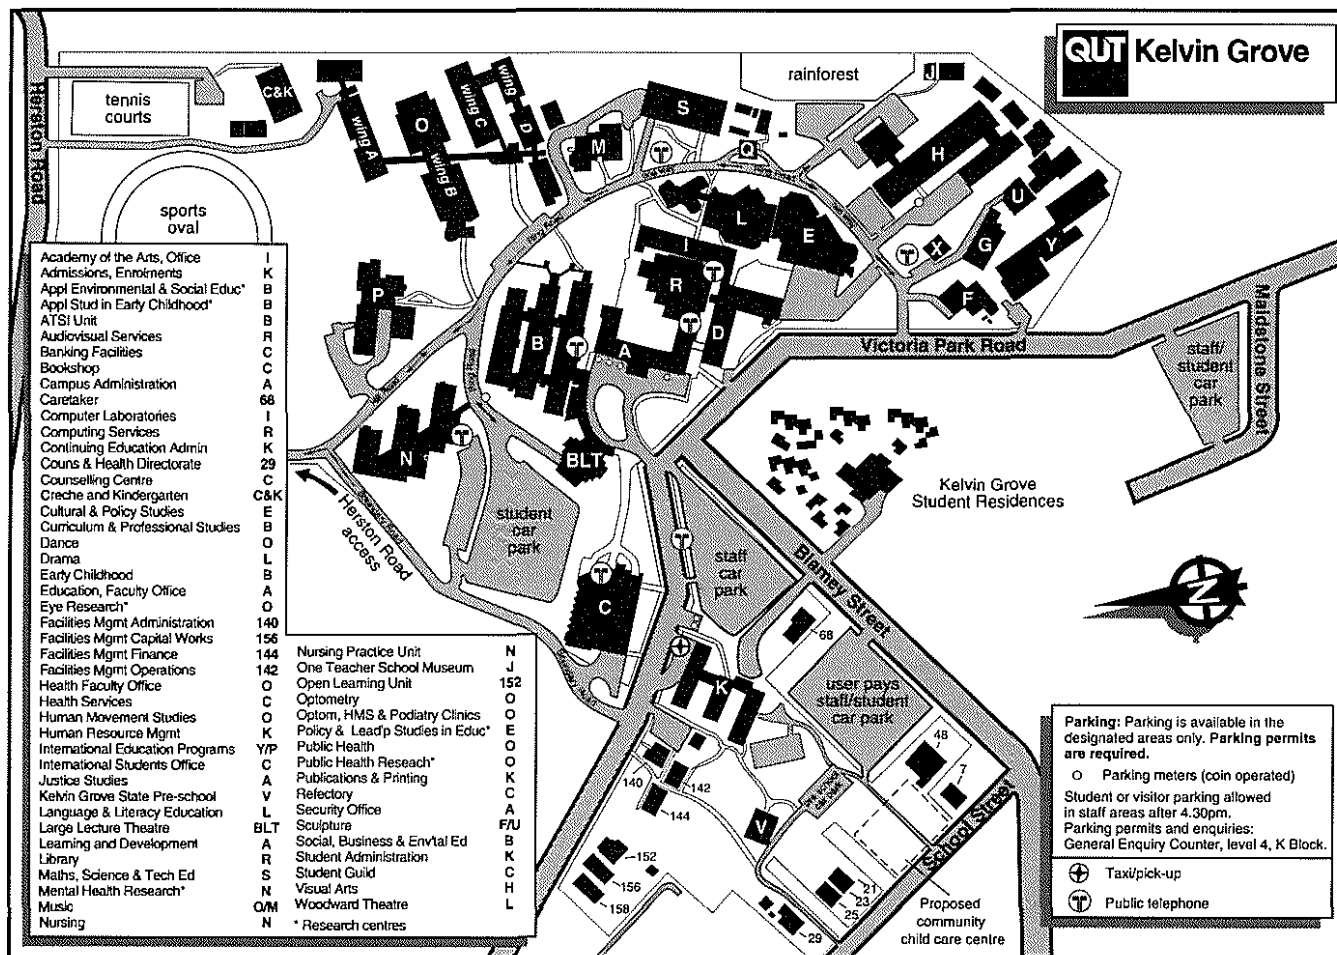 QUT Kelvin Grove
Herston Road
tennis
courts
C&K
sports
oval
wing A
O
wing B
wing C
wing
D
M
S
Q
rainforest
J
H
U
G
Y
X
F
L
E
I
R
D
A
B
P
N
BLT
C
Ring Road
Victoria Park Road
Maidstone Street
staff/
student
car
park
Kelvin Grove
Student Residences
Herston Road
access
student
car
park
staff
car
park
Blamey Street
68
user pays
staff/student
car park
K
48
7
School Street
140
142
144
V
152
156
158
21
23
25
29
Proposed
community
child care centre
N
Academy of the Arts, Office I
Admissions, Enrolments K
Appl Environmental & Social Educ* B
Appl Stud in Early Childhood* B
ATSI Unit B
Audiovisual Services R
Banking Facilities C
Bookshop C
Campus Administration A
Caretaker 68
Computer Laboratories I
Computing Services R
Continuing Education Admin K
Couns & Health Directorate 29
Counselling Centre C
Creche and Kindergarten C&K
Cultural & Policy Studies E
Curriculum & Professional Studies B
Dance O
Drama L
Early Childhood B
Education, Faculty Office A
Eye Research* O
Facilities Mgmt Administration 140
Facilities Mgmt Capital Works 156
Facilities Mgmt Finance 144
Facilities Mgmt Operations 142
Health Faculty Office O
Health Services C
Human Movement Studies O
Human Resource Mgmt K
International Education Programs Y/P
International Students Office C
Justice Studies A
Kelvin Grove State Pre-school V
Language & Literacy Education L
Large Lecture Theatre BLT
Learning and Development A
Library R
Maths, Science & Tech Ed S
Mental Health Research* N
Music O/M
Nursing N
Nursing Practice Unit N
One Teacher School Museum J
Open Learning Unit 152
Optometry O
Optom, HMS & Podiatry Clinics O
Policy & Lead'p Studies in Educ* E
Public Health O
Public Health Reseach* O
Publications & Printing K
Refectory C
Security Office A
Sculpture F/U
Social, Business & Env'tal Ed B
Student Administration K
Student Guild C
Visual Arts H
Woodward Theatre L
* Research centres
Parking: Parking is available in the
designated areas only. Parking permits
are required.
Parking meters (coin operated)
Student or visitor parking allowed
in staff areas after 4.30pm.
Parking permits and enquiries:
General Enquiry Counter, level 4, K Block.
Taxi/pick-up
Public telephone